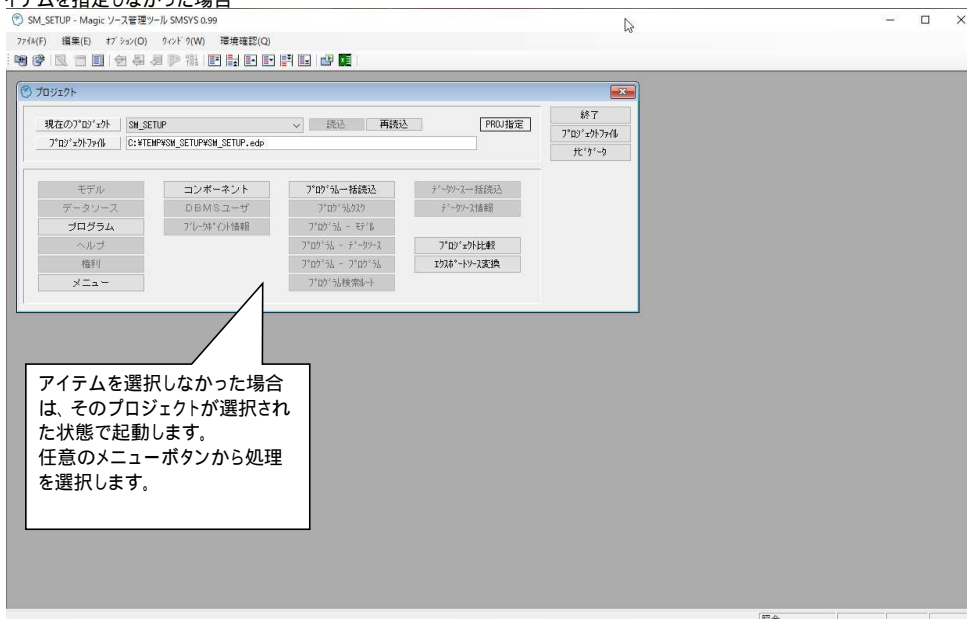 イテムを指定しなかった場合
SM_SETUP - Magic ソース管理ツール SMSYS 0.99
ﾌｧｲﾙ(F) 編集(E) ｵﾌﾟｼｮﾝ(O) ｳｨﾝﾄﾞｳ(W) 環境確認(Q)
プロジェクト
現在のﾌﾟﾛｼﾞｪｸﾄ SM_SETUP 読込 再読込 PROJ指定
ﾌﾟﾛｼﾞｪｸﾄﾌｧｲﾙ C:¥TEMP¥SM_SETUP¥SM_SETUP.edp
終了
ﾌﾟﾛｼﾞｪｸﾄﾌｧｲﾙ
ﾅﾋﾞｹﾞｰﾀ
モデル コンポーネント ﾌﾟﾛｸﾞﾗﾑ一括読込 ﾃﾞｰﾀｿｰｽ一括読込
データソース ＤＢＭＳユーザ ﾌﾟﾛｸﾞﾗﾑﾀｽｸ ﾃﾞｰﾀｿｰｽ情報
プログラム ﾌﾞﾚｰｸﾎﾟｲﾝﾄ情報 ﾌﾟﾛｸﾞﾗﾑ - ﾓﾃﾞﾙ
ヘルプ ﾌﾟﾛｸﾞﾗﾑ - ﾃﾞｰﾀｿｰｽ ﾌﾟﾛｼﾞｪｸﾄ比較
権利 ﾌﾟﾛｸﾞﾗﾑ - ﾌﾟﾛｸﾞﾗﾑ ｴｸｽﾎﾟｰﾄｿｰｽ変換
メニュー ﾌﾟﾛｸﾞﾗﾑ検索ﾙｰﾄ
アイテムを選択しなかった場合
は、そのプロジェクトが選択され
た状態で起動します。
任意のメニューボタンから処理
を選択します。
照会